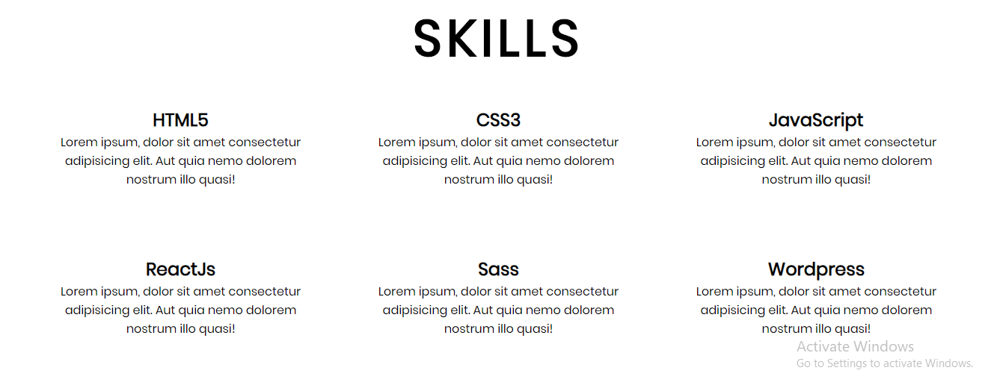 SKILLS
HTML5
Lorem ipsum, dolor sit amet consectetur
adipisicing elit. Aut quia nemo dolorem
nostrum illo quasi!
CSS3
Lorem ipsum, dolor sit amet consectetur
adipisicing elit. Aut quia nemo dolorem
nostrum illo quasi!
JavaScript
Lorem ipsum, dolor sit amet consectetur
adipisicing elit. Aut quia nemo dolorem
nostrum illo quasi!
ReactJs
Lorem ipsum, dolor sit amet consectetur
adipisicing elit. Aut quia nemo dolorem
nostrum illo quasi!
Sass
Lorem ipsum, dolor sit amet consectetur
adipisicing elit. Aut quia nemo dolorem
nostrum illo quasi!
Wordpress
Lorem ipsum, dolor sit amet consectetur
adipisicing elit. Aut quia nemo dolorem
nostrum illo quasi!
Activate Windows
Go to Settings to activate Windows.